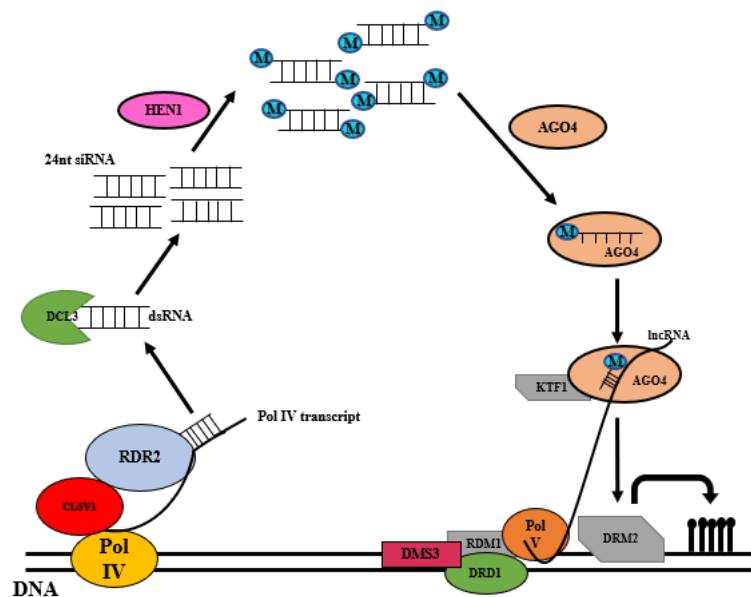 M
M
M
M
M
M
M
M
HEN1
AGO4
24nt siRNA
M
AGO4
DCL3
dsRNA
lncRNA
M
AGO4
KTF1
Pol IV transcript
RDR2
CLSY1
Pol
IV
Pol
V
RDM1
DMS3
DRM2
DRD1
DNA